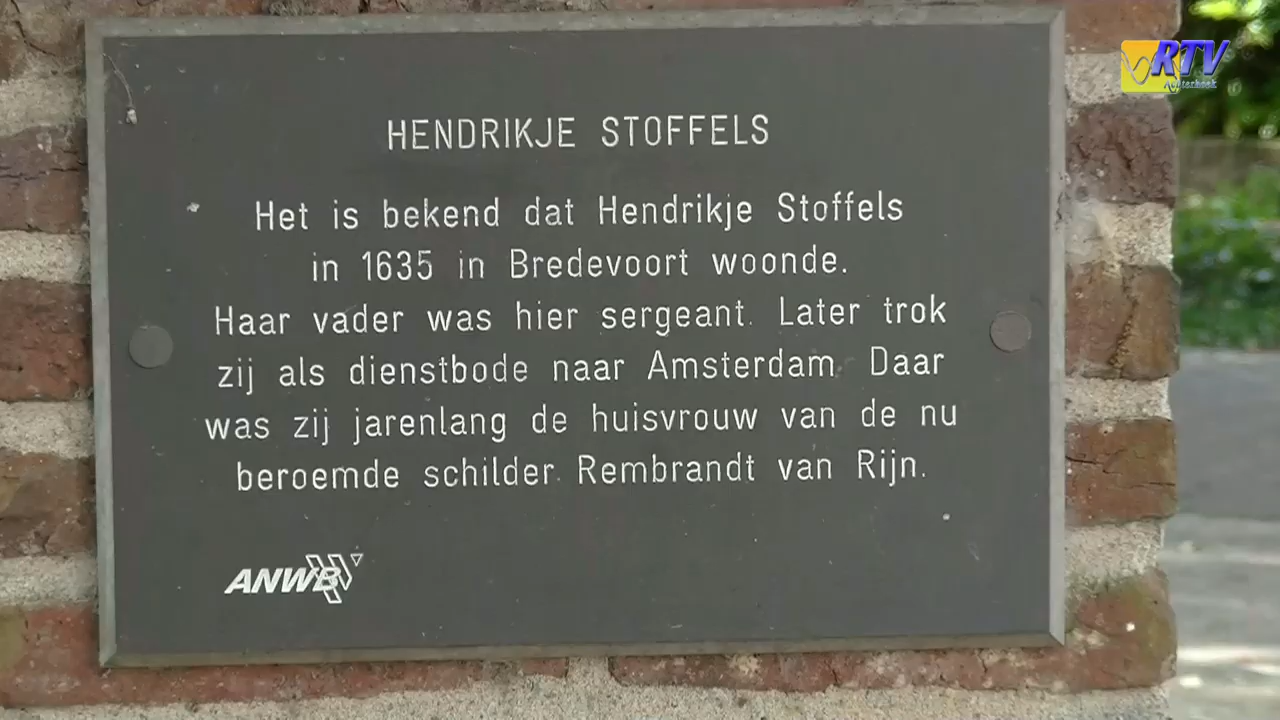 RTV
Achterhoek
HENDRIKJE STOFFELS
Het is bekend dat Hendrikje Stoffels
in 1635 in Bredevoort woonde.
Haar vader was hier sergeant. Later trok
zij als dienstbode naar Amsterdam. Daar
was zij jarenlang de huisvrouw van de nu
beroemde schilder Rembrandt van Rijn.
ANWB